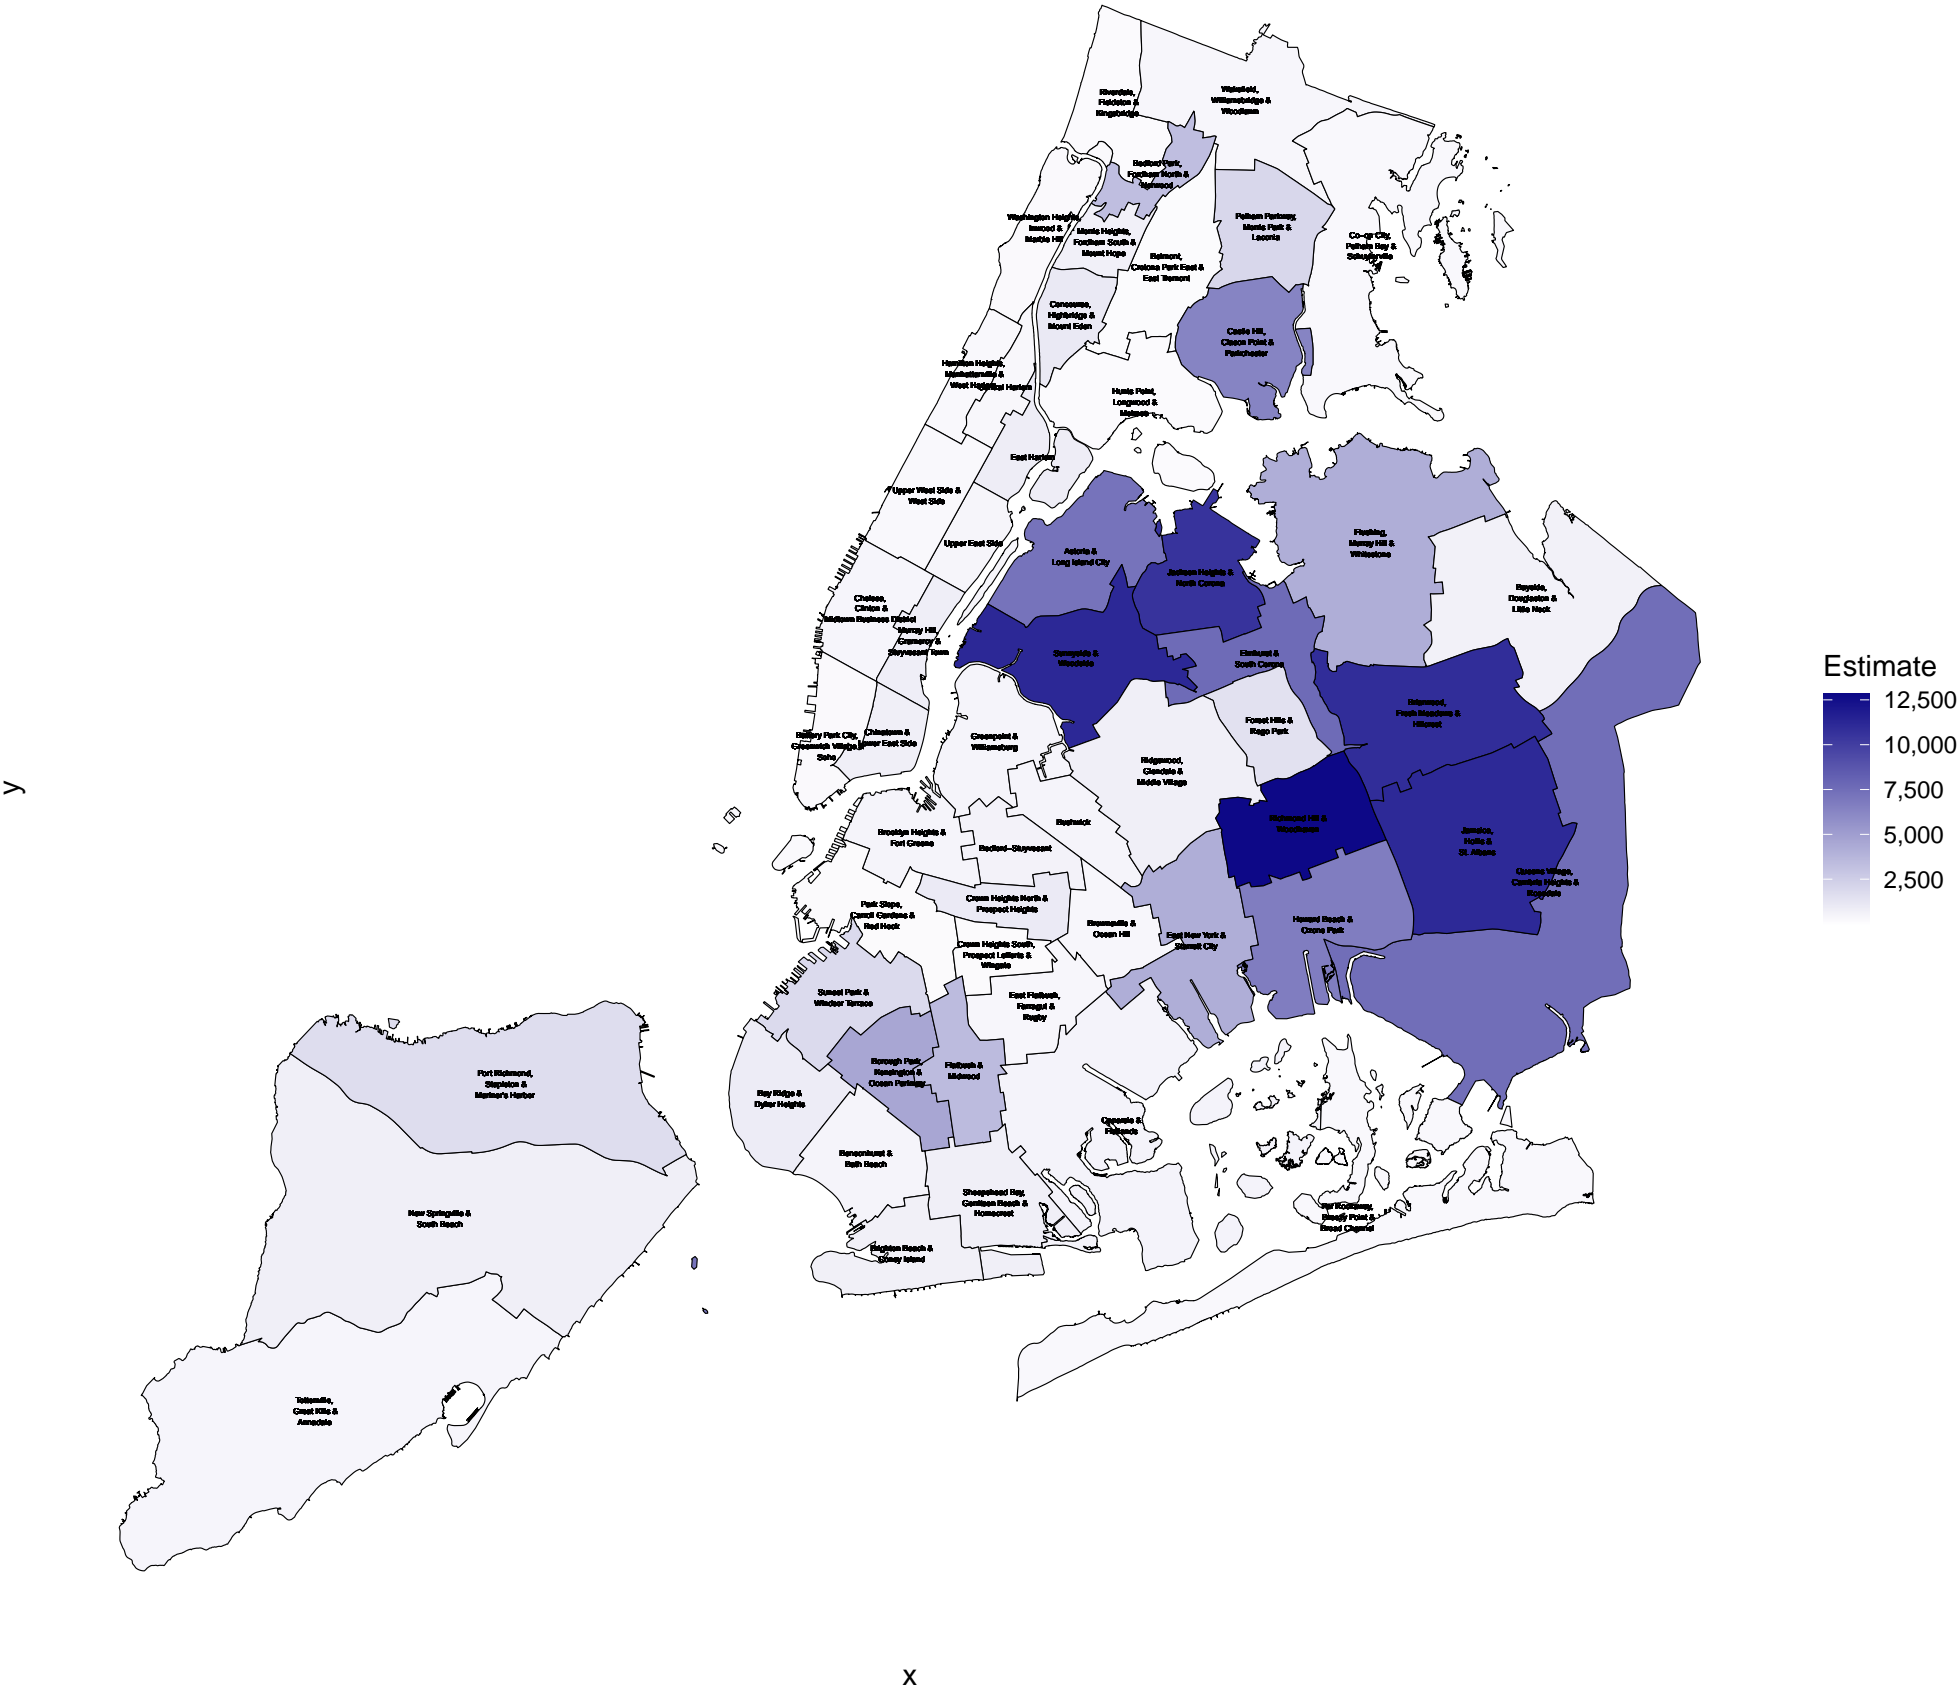 Riverdale,
Fieldston &
Kingsbridge
Wakefield,
Williamsbridge &
Woodlawn
Bedford Park,
Fordham North &
Norwood
Washington Heights,
Inwood &
Marble Hill
Morris Heights,
Fordham South &
Mount Hope
Pelham Parkway,
Morris Park &
Laconia
Co-op City,
Pelham Bay &
Schuylerville
Belmont,
Crotona Park East &
East Tremont
Concourse,
Highbridge &
Mount Eden
Castle Hill,
Clason Point &
Parkchester
Hamilton Heights,
Manhattanville &
West Harlem
Central Harlem
Hunts Point,
Longwood &
Melrose
East Harlem
Upper West Side &
West Side
Upper East Side
Astoria &
Long Island City
Jackson Heights &
North Corona
Flushing,
Murray Hill &
Whitestone
Bayside,
Douglaston &
Little Neck
Chelsea,
Clinton &
Midtown Business District
Murray Hill,
Gramercy &
Stuyvesant Town
Sunnyside &
Woodside
Elmhurst &
South Corona
Estimate
12,500
10,000
7,500
5,000
2,500
Briarwood,
Fresh Meadows &
Hillcrest
Forest Hills &
Rego Park
Battery Park City,
Greenwich Village &
Soho
Chinatown &
Lower East Side
Greenpoint &
Williamsburg
Ridgewood,
Glendale &
Middle Village
y
Richmond Hill &
Woodhaven
Bushwick
Brooklyn Heights &
Fort Greene
Bedford-Stuyvesant
Jamaica,
Hollis &
St. Albans
Queens Village,
Cambria Heights &
Rosedale
Crown Heights North &
Prospect Heights
Park Slope,
Carroll Gardens &
Red Hook
Brownsville &
Ocean Hill
Howard Beach &
Ozone Park
East New York &
Starrett City
Crown Heights South,
Prospect Lefferts &
Wingate
Sunset Park &
Windsor Terrace
East Flatbush,
Farragut &
Rugby
Borough Park,
Kensington &
Ocean Parkway
Flatbush &
Midwood
Port Richmond,
Stapleton &
Mariner's Harbor
Bay Ridge &
Dyker Heights
Canarsie &
Flatlands
Bensonhurst &
Bath Beach
Sheepshead Bay,
Gerritsen Beach &
Homecrest
New Springville &
South Beach
Far Rockaway,
Breezy Point &
Broad Channel
Brighton Beach &
Coney Island
Tottenville,
Great Kills &
Annadale
x